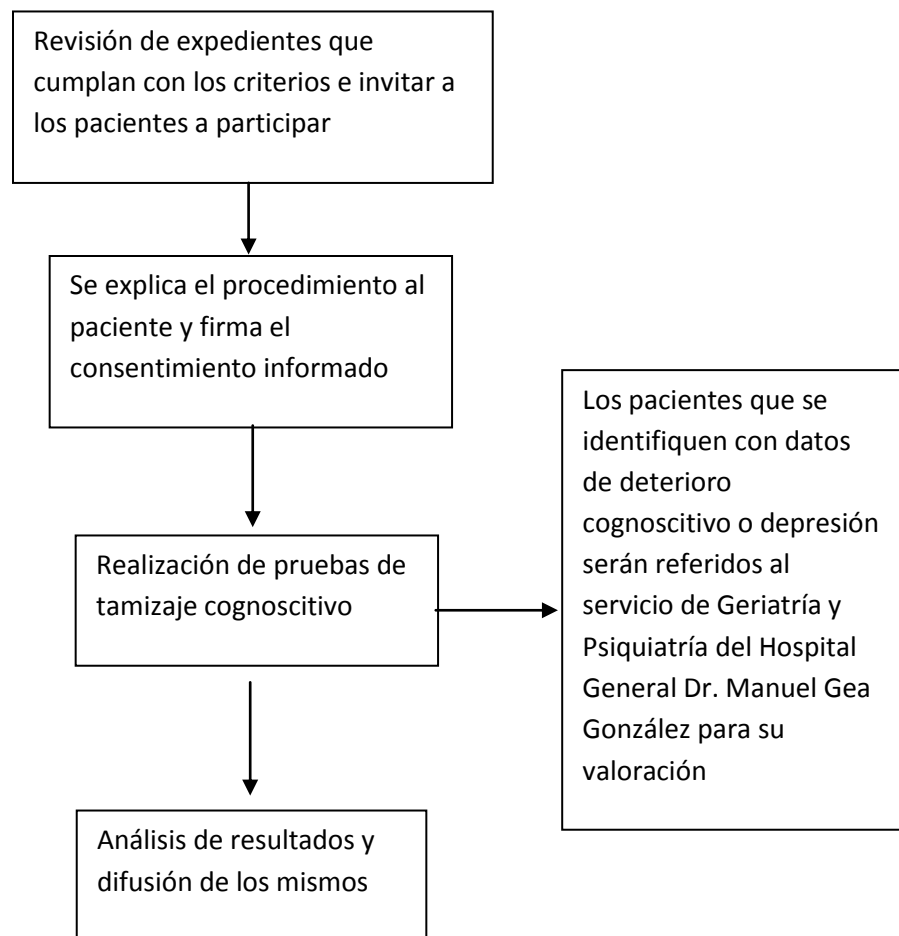 Revisión de expedientes que
cumplan con los criterios e invitar a
los pacientes a participar
Se explica el procedimiento al
paciente y firma el
consentimiento informado
Realización de pruebas de
tamizaje cognoscitivo
Los pacientes que se
identifiquen con datos
de deterioro
cognoscitivo o depresión
serán referidos al
servicio de Geriatría y
Psiquiatría del Hospital
General Dr. Manuel Gea
González para su
valoración
Análisis de resultados y
difusión de los mismos